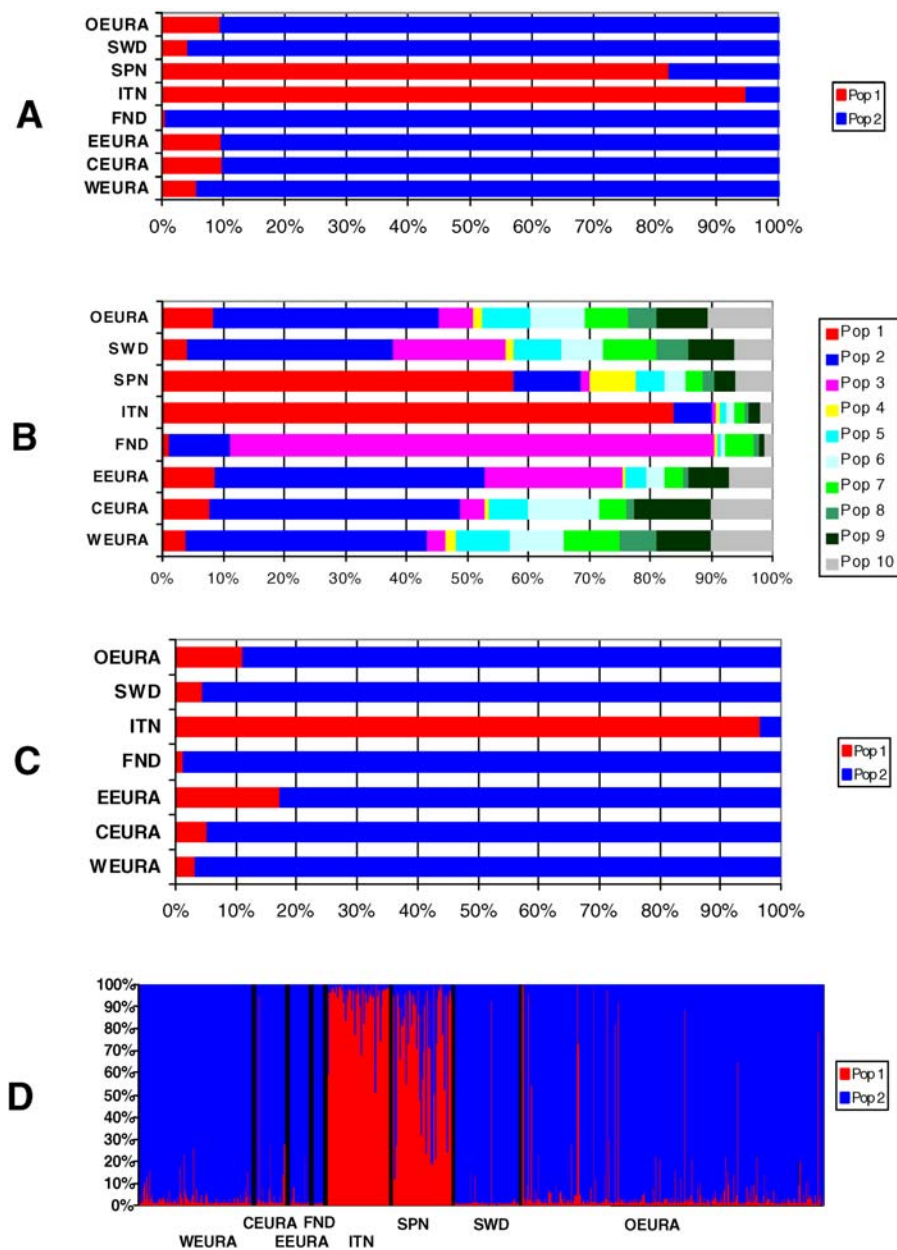 A
OEURA
SWD
SPN
ITN
FND
EEURA
CEURA
WEURA
0% 10% 20% 30% 40% 50% 60% 70% 80% 90% 100%
Pop 1
Pop 2
B
OEURA
SWD
SPN
ITN
FND
EEURA
CEURA
WEURA
0% 10% 20% 30% 40% 50% 60% 70% 80% 90% 100%
Pop 1
Pop 2
Pop 3
Pop 4
Pop 5
Pop 6
Pop 7
Pop 8
Pop 9
Pop 10
C
OEURA
SWD
ITN
FND
EEURA
CEURA
WEURA
0% 10% 20% 30% 40% 50% 60% 70% 80% 90% 100%
Pop 1
Pop 2
D
100%
90%
80%
70%
60%
50%
40%
30%
20%
10%
0%
CEURA FND SPN SWD OEURA
WEURA EEURA ITN
Pop 1
Pop 2